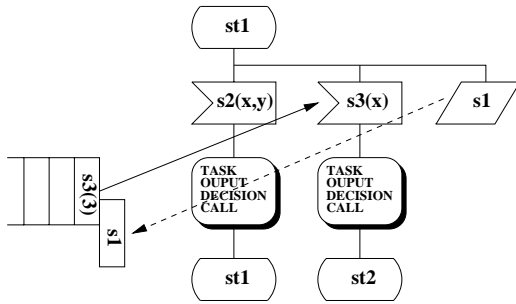 st1
s2(x,y)
s3(x)
s1
TASK
OUPUT
DECISION
CALL
TASK
OUPUT
DECISION
CALL
s3(3)
s1
st1
st2